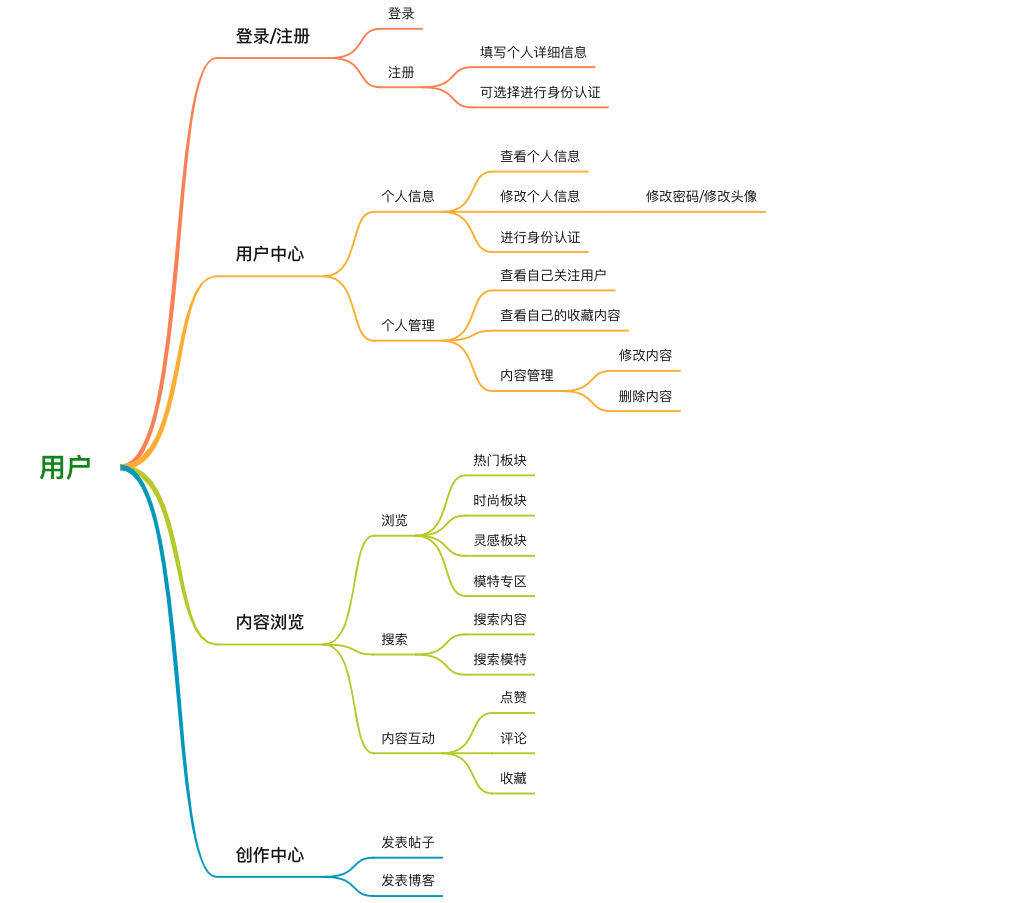 用户
登录/注册
登录
注册
填写个人详细信息
可选择进行身份认证
用户中心
个人信息
查看个人信息
修改个人信息
修改密码/修改头像
进行身份认证
个人管理
查看自己关注用户
查看自己的收藏内容
内容管理
修改内容
删除内容
内容浏览
浏览
热门板块
时尚板块
灵感板块
模特专区
搜索
搜索内容
搜索模特
内容互动
点赞
评论
收藏
创作中心
发表帖子
发表博客